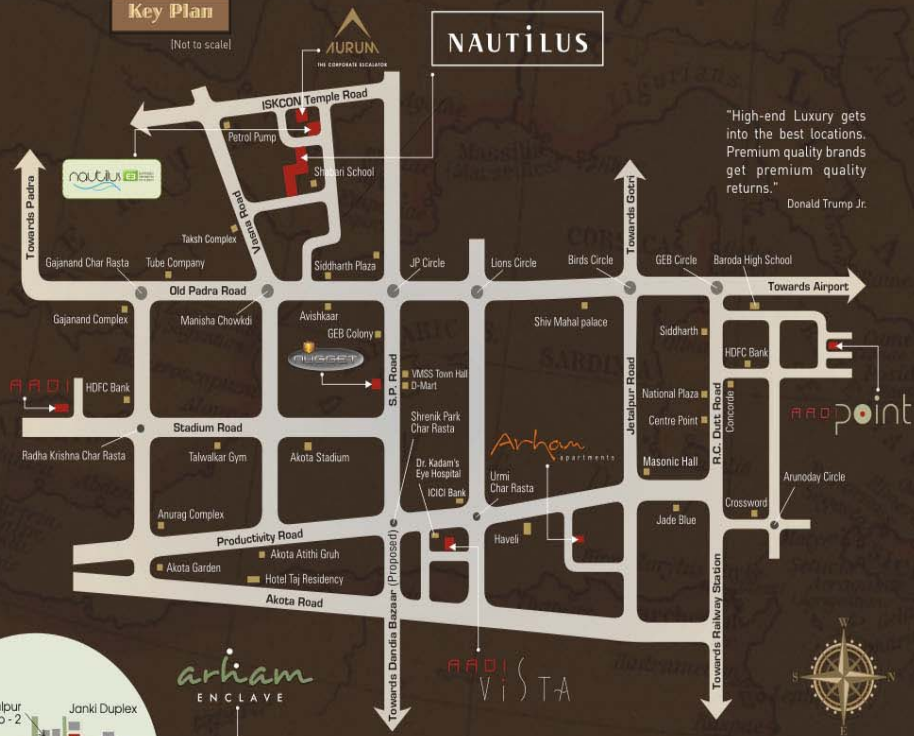 Key Plan
[Not to scale]
AURUM
THE CORPORATE ESCALATOR
NAUTiLUS
ISKCON Temple Road
Petrol Pump
nautilus
Shabari School
"High-end Luxury gets
into the best locations.
Premium quality brands
get premium quality
returns."
Donald Trump Jr.
Towards Padra
Vasna Road
Towards Gotri
Taksh Complex
Gajanand Char Rasta
Tube Company
Siddharth Plaza
JP Circle
Lions Circle
Birds Circle
GEB Circle
Baroda High School
Old Padra Road
Towards Airport
Gajanand Complex
Manisha Chowkdi
Avishkaar
GEB Colony
Shiv Mahal palace
Siddharth
HDFC Bank
NUGGET
S.P. Road
VMSS Town Hall
D-Mart
Jetalpur Road
National Plaza
R.C. Dutt Road
Concorde
AADI
HDFC Bank
AADI point
Centre Point
Stadium Road
Shrenik Park
Char Rasta
Arham
apartments
Radha Krishna Char Rasta
Talwalkar Gym
Akota Stadium
Dr. Kadam's
Eye Hospital
Masonic Hall
Urmi
Char Rasta
Arunoday Circle
ICICI Bank
Crossword
Anurag Complex
Jade Blue
Productivity Road
Haveli
Akota Atithi Gruh
Akota Garden
Hotel Taj Residency
Akota Road
Towards Dandia Bazaar (Proposed)
Towards Railway Station
W
S
N
E
arham
ENCLAVE
AADI
ViSTA
Janki Duplex